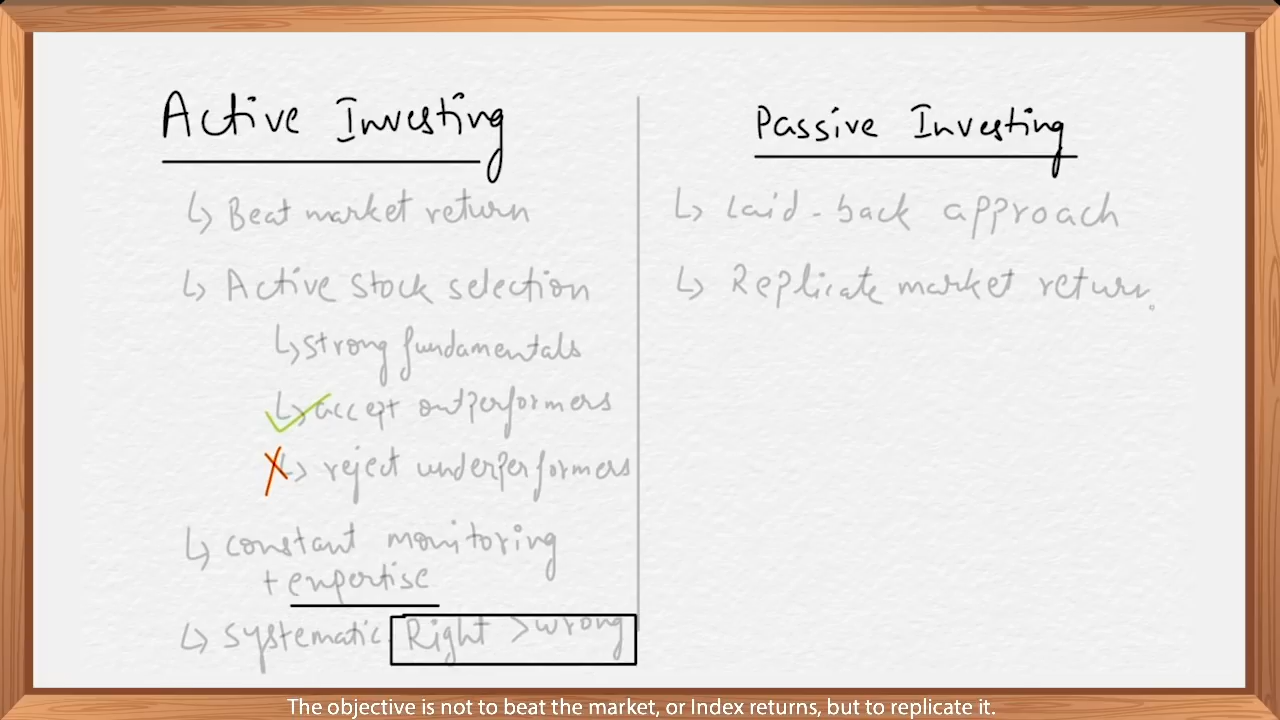 Active Investing
↳ Beat market return
↳ Active stock selection
↳ strong fundamentals
↳ accept outperformers
↳ reject underperformers
↳ constant monitoring
+ expertise
↳ systematic. Right > wrong
Passive Investing
↳ Laid-back approach
↳ Replicate market return.
The objective is not to beat the market, or Index returns, but to replicate it.